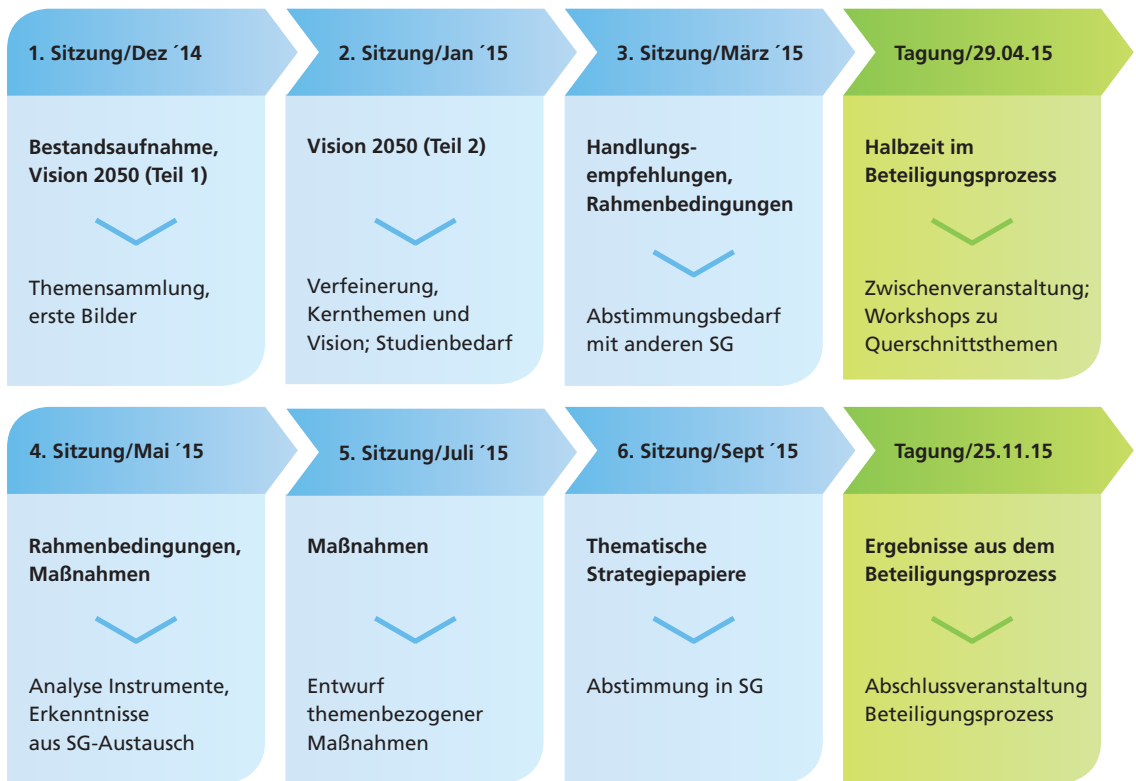 1. Sitzung/Dez ´14
Bestandsaufnahme,
Vision 2050 (Teil 1)
Themensammlung,
erste Bilder
2. Sitzung/Jan ´15
Vision 2050 (Teil 2)
Verfeinerung,
Kernthemen und
Vision; Studienbedarf
3. Sitzung/März ´15
Handlungs-
empfehlungen,
Rahmenbedingungen
Abstimmungsbedarf
mit anderen SG
Tagung/29.04.15
Halbzeit im
Beteiligungsprozess
Zwischenveranstaltung;
Workshops zu
Querschnittsthemen
4. Sitzung/Mai ´15
Rahmenbedingungen,
Maßnahmen
Analyse Instrumente,
Erkenntnisse
aus SG-Austausch
5. Sitzung/Juli ´15
Maßnahmen
Entwurf
themenbezogener
Maßnahmen
6. Sitzung/Sept ´15
Thematische
Strategiepapiere
Abstimmung in SG
Tagung/25.11.15
Ergebnisse aus dem
Beteiligungsprozess
Abschlussveranstaltung
Beteiligungsprozess